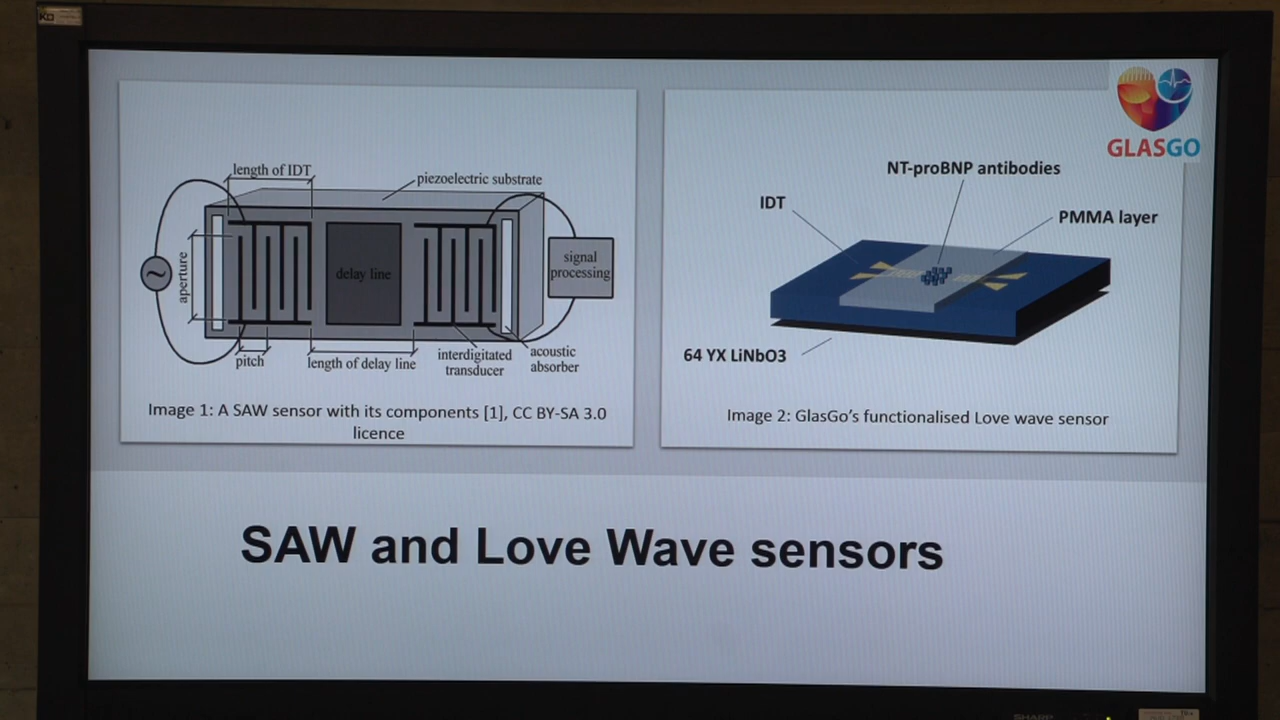 GLASGO
length of IDT
piezoelectric substrate
aperture
delay line
signal
processing
pitch
length of delay line
interdigitated
transducer
acoustic
absorber
Image 1: A SAW sensor with its components [1], CC BY-SA 3.0
licence
NT-proBNP antibodies
IDT
PMMA layer
64 YX LiNbO3
Image 2: GlasGo's functionalised Love wave sensor
SAW and Love Wave sensors
SHARP